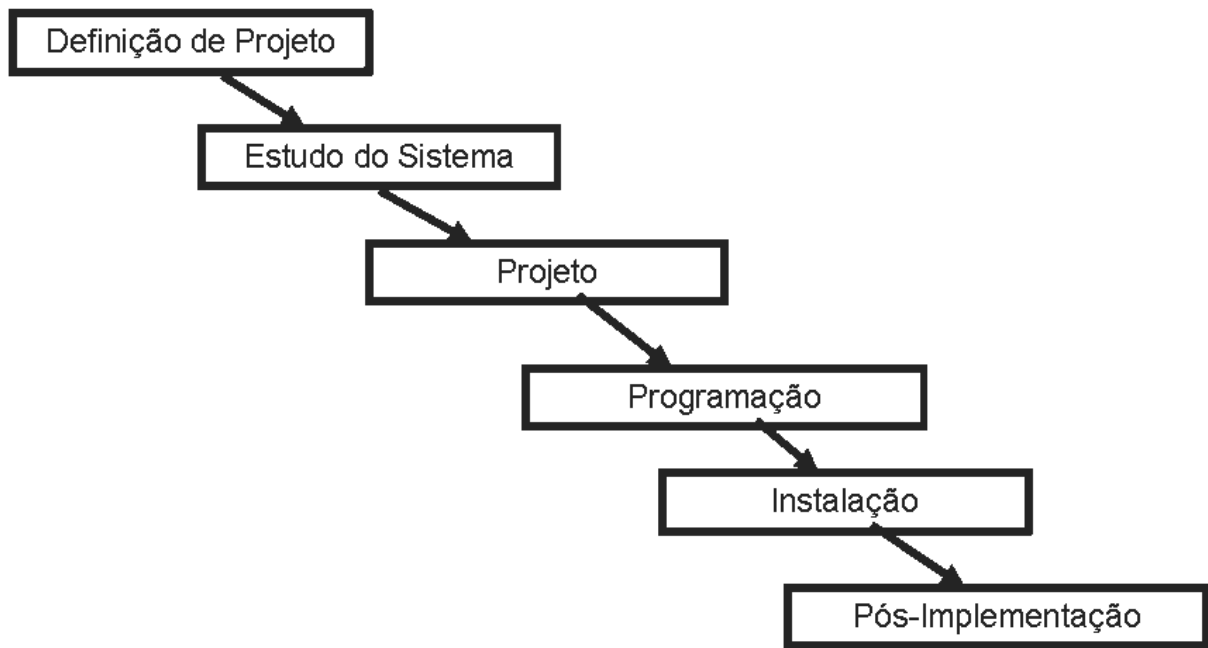 Definição de Projeto
Estudo do Sistema
Projeto
Programação
Instalação
Pós-Implementação